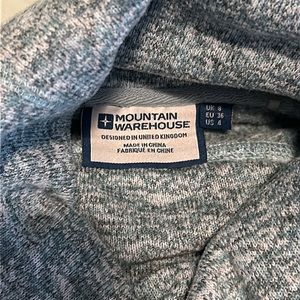 MOUNTAIN
WAREHOUSE
DESIGNED IN UNITED KINGDOM
MADE IN CHINA
FABRIQUÉ EN CHINE
UK 8
EU 36
US 4